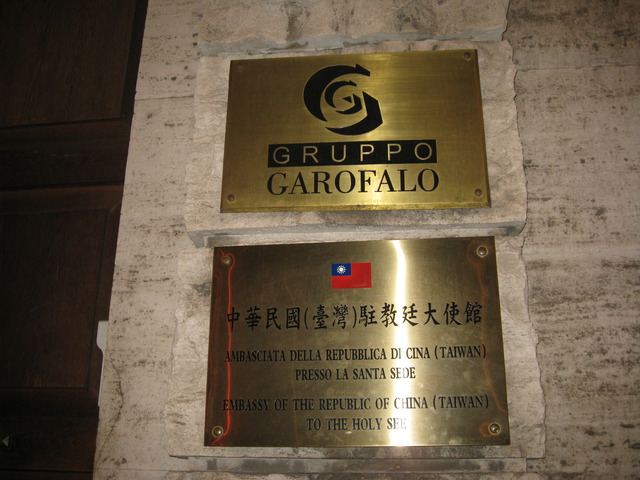 GRUPPO
GAROFALO
中華民國(臺灣)駐教廷大使館
AMBASCIATA DELLA REPUBBLICA DI CINA (TAIWAN)
PRESSO LA SANTA SEDE
EMBASSY OF THE REPUBLIC OF CHINA (TAIWAN)
TO THE HOLY SEE